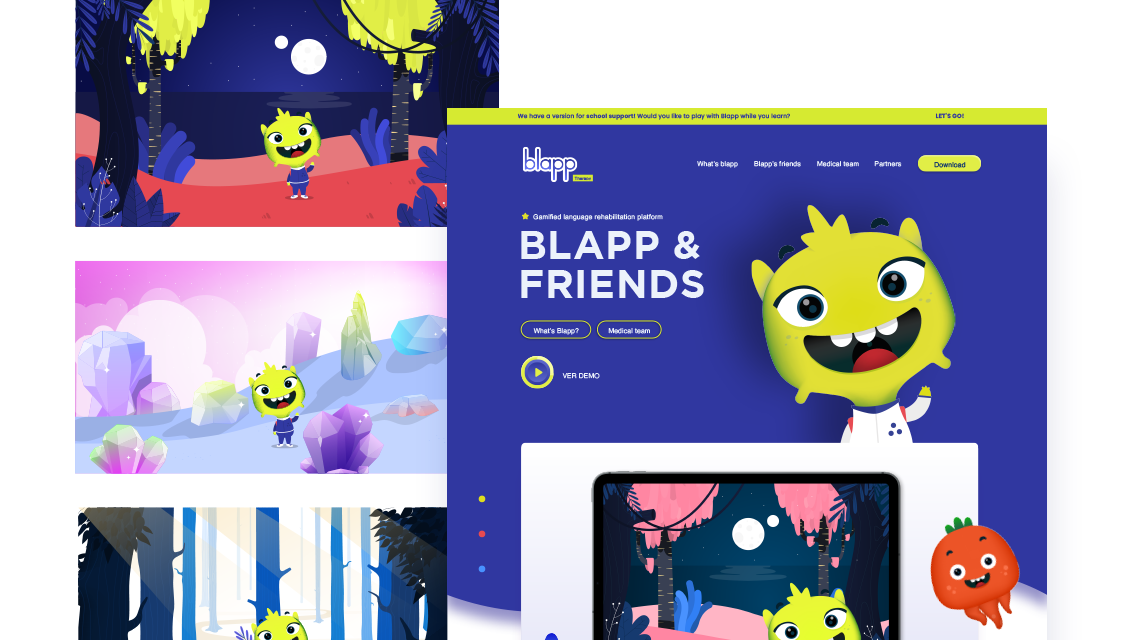 We have a version for school support! Would you like to play with Blapp while you learn?
LET'S GO!
blapp
Therapy
What's blapp
Blapp's friends
Medical team
Partners
Download
Gamified language rehabilitation platform
BLAPP &
FRIENDS
What's Blapp?
Medical team
VER DEMO